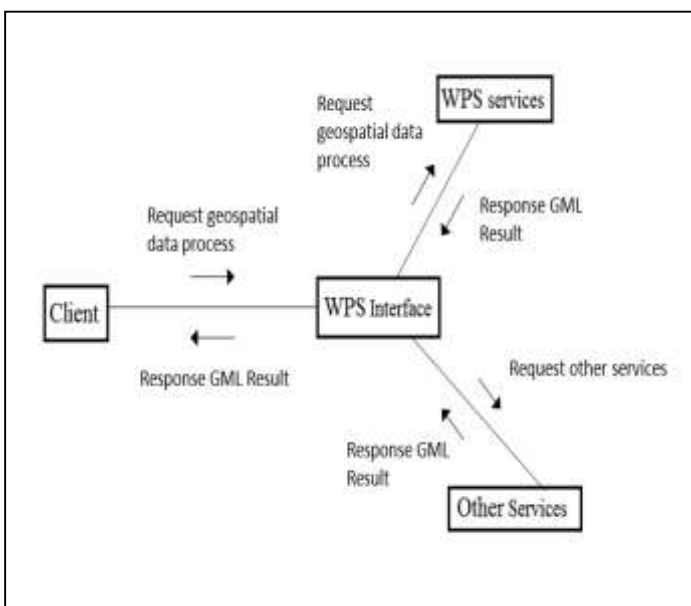 WPS services
Request
geospatial data
process
Response GML
Result
Request geospatial
data process
Client
WPS Interface
Response GML Result
Request other services
Response GML
Result
Other Services